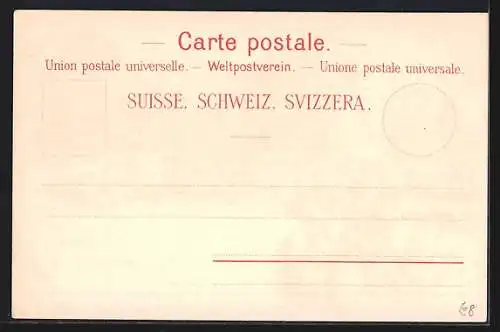 — Carte postale. —
Union postale universelle. — Weltpostverein. — Unione postale universale.
SUISSE. SCHWEIZ. SVIZZERA.